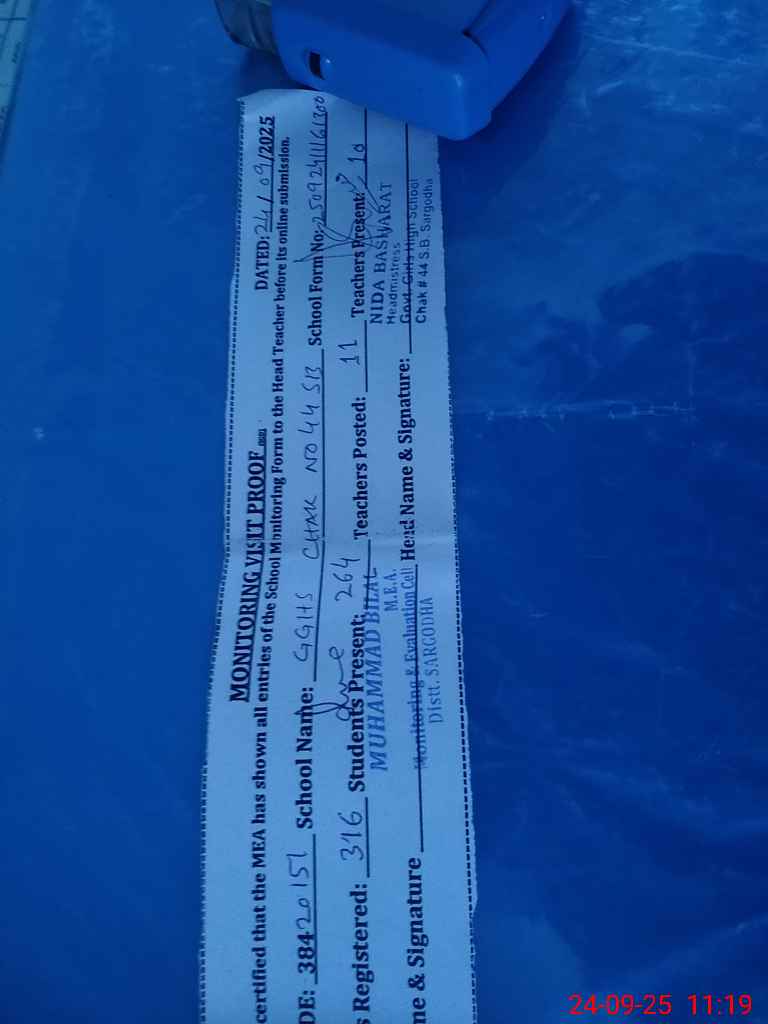 MONITORING VISIT PROOF
DATED: 24/09/2025
certified that the MEA has shown all entries of the School Monitoring Form to the Head Teacher before its online submission.
DE: 38420151 School Name: GGHS CHAK NO 44 SB School Form No: 25092411161300
s Registered: 316 Students Present: 264 Teachers Posted: 11 Teachers Present: 10
MUHAMMAD BILAL
M.E.A.
NIDA BASHARAT
Headmistress
ne & Signature Monitoring & Evaluation Cell Head Name & Signature: Govt. Girls High School
Distt. SARGODHA
Chak # 44 S.B. Sargodha
24-09-25 11:19